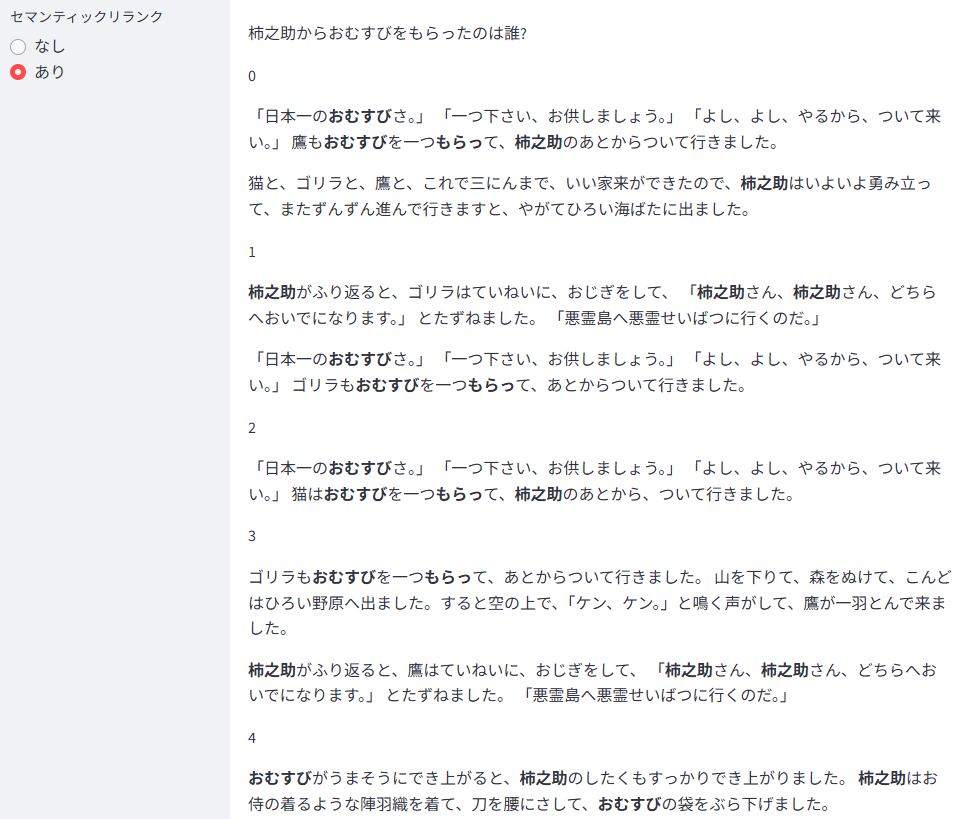 セマンティックリランク
なし
あり
柿之助からおむすびをもらったのは誰?
0
「日本一のおむすびさ。」 「一つ下さい、お供しましょう。」 「よし、よし、やるから、ついて来
い。」 鷹もおむすびを一つもらって、柿之助のあとからついて行きました。
猫と、ゴリラと、鷹と、これで三にんまで、いい家来ができたので、柿之助はいよいよ勇み立っ
て、またずんずん進んで行きますと、やがてひろい海ばたに出ました。
1
柿之助がふり返ると、ゴリラはていねいに、おじぎをして、 「柿之助さん、柿之助さん、どちら
へおいでになります。」 とたずねました。 「悪霊島へ悪霊せいばつに行くのだ。」
「日本一のおむすびさ。」 「一つ下さい、お供しましょう。」 「よし、よし、やるから、ついて来
い。」 ゴリラもおむすびを一つもらって、あとからついて行きました。
2
「日本一のおむすびさ。」 「一つ下さい、お供しましょう。」 「よし、よし、やるから、ついて来
い。」 猫はおむすびを一つもらって、柿之助のあとから、ついて行きました。
3
ゴリラもおむすびを一つもらって、あとからついて行きました。 山を下りて、森をぬけて、こんど
はひろい野原へ出ました。すると空の上で、「ケン、ケン。」と鳴く声がして、鷹が一羽とんで来ま
した。
柿之助がふり返ると、鷹はていねいに、おじぎをして、 「柿之助さん、柿之助さん、どちらへお
いでになります。」 とたずねました。 「悪霊島へ悪霊せいばつに行くのだ。」
4
おむすびがうまそうにでき上がると、柿之助のしたくもすっかりでき上がりました。 柿之助はお
侍の着るような陣羽織を着て、刀を腰にさして、おむすびの袋をぶら下げました。